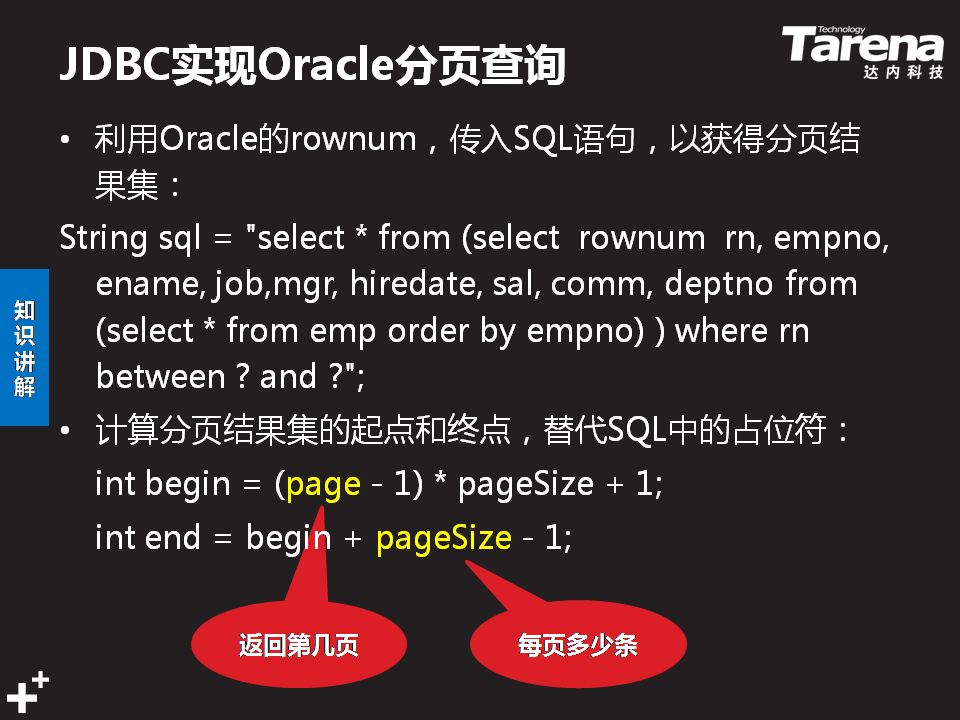 JDBC实现Oracle分页查询
Technology
Tarena
达内科技
• 利用Oracle的rownum，传入SQL语句，以获得分页结
果集：
String sql = "select * from (select  rownum  rn, empno,
ename, job,mgr, hiredate, sal, comm, deptno from
(select * from emp order by empno) ) where rn
between ? and ?";
知识讲解
• 计算分页结果集的起点和终点，替代SQL中的占位符：
int begin = (page - 1) * pageSize + 1;
int end = begin + pageSize - 1;
返回第几页
每页多少条